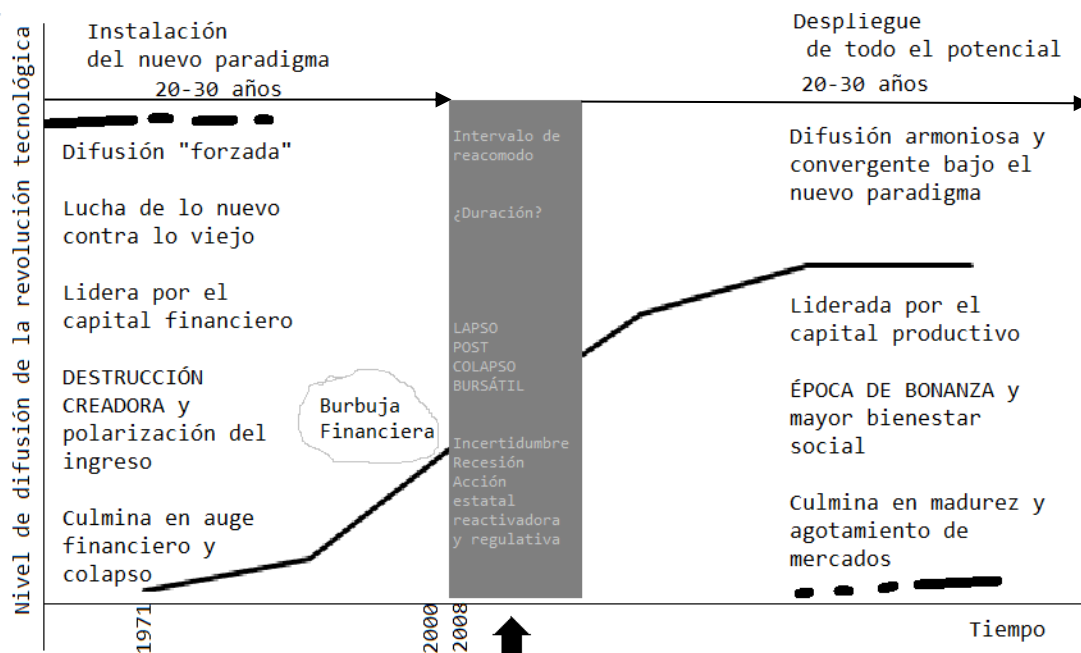 Nivel de difusión de la revolución tecnológica
Instalación
del nuevo paradigma
20-30 años
Difusión "forzada"
Lucha de lo nuevo
contra lo viejo
Lidera por el
capital financiero
DESTRUCCIÓN
CREADORA y
polarización del
ingreso
Culmina en auge
financiero y
colapso
Burbuja
Financiera
Intervalo de
reacomodo
¿Duración?
LAPSO
POST
COLAPSO
BURSÁTIL
Incertidumbre
Recesión
Acción
estatal
reactivadora
y regulativa
Despliegue
de todo el potencial
20-30 años
Difusión armoniosa y
convergente bajo el
nuevo paradigma
Liderada por el
capital productivo
ÉPOCA DE BONANZA y
mayor bienestar
social
Culmina en madurez y
agotamiento de
mercados
1971
2000
2008
Tiempo